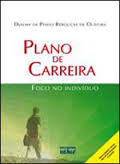 DJALMA DE PINHO REBOUÇAS DE OLIVEIRA
PLANO
DE
CARREIRA
FOCO NO INDIVÍDUO